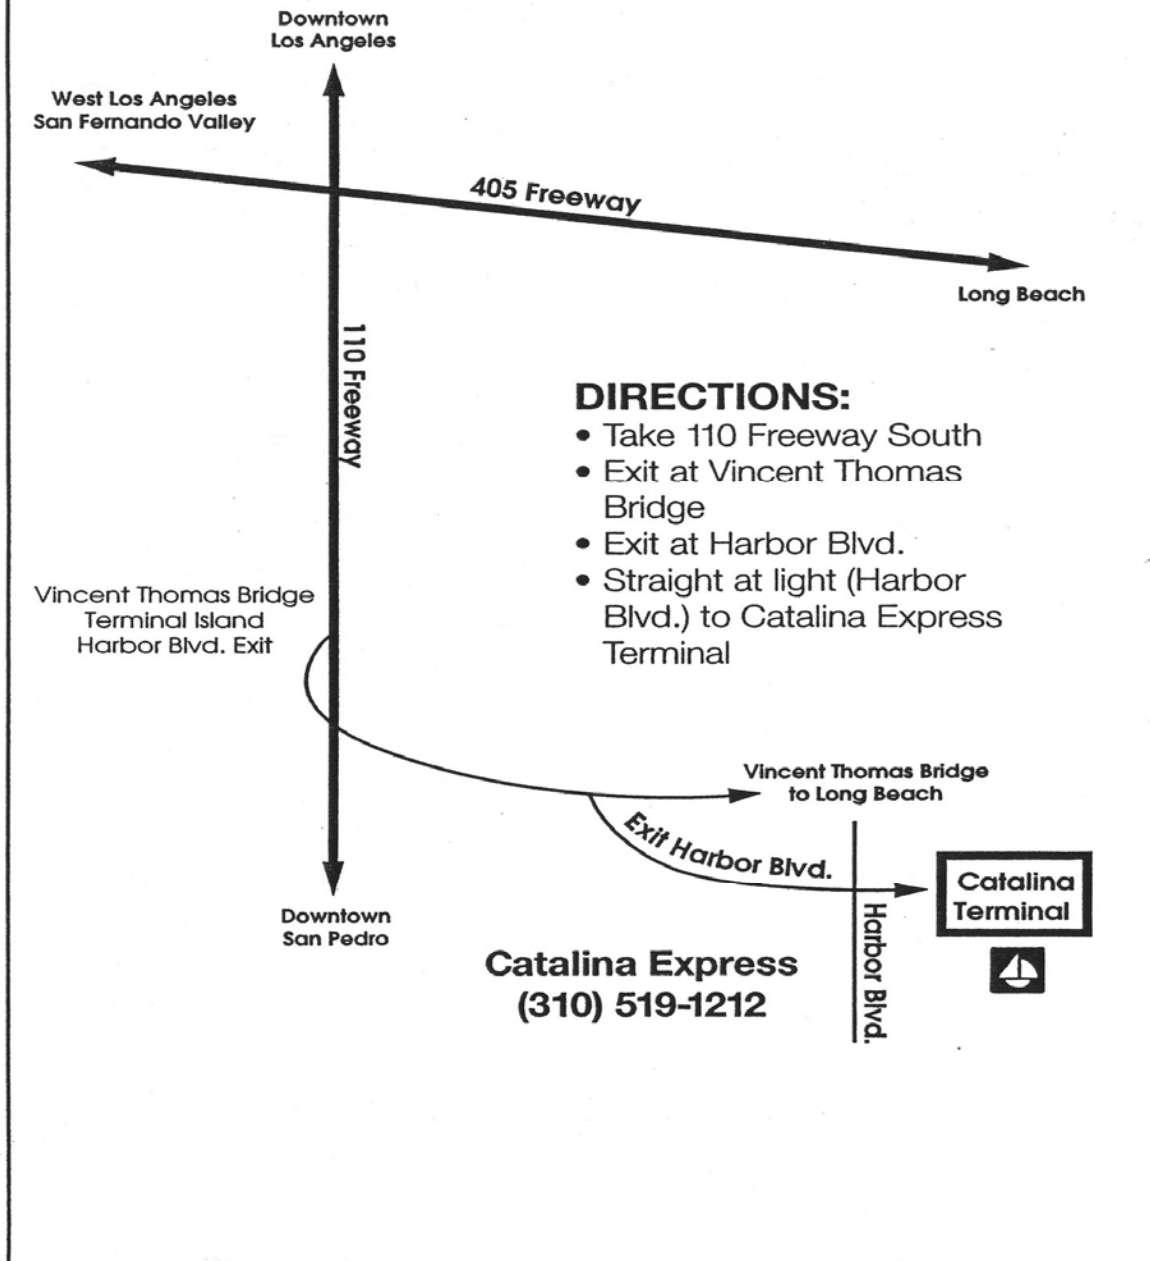 Downtown
Los Angeles
West Los Angeles
San Fernando Valley
405 Freeway
Long Beach
110 Freeway
DIRECTIONS:
• Take 110 Freeway South
• Exit at Vincent Thomas
Bridge
• Exit at Harbor Blvd.
• Straight at light (Harbor
Blvd.) to Catalina Express
Terminal
Vincent Thomas Bridge
Terminal Island
Harbor Blvd. Exit
Vincent Thomas Bridge
to Long Beach
Exit Harbor Blvd.
Catalina
Terminal
Harbor Blvd.
Downtown
San Pedro
Catalina Express
(310) 519-1212